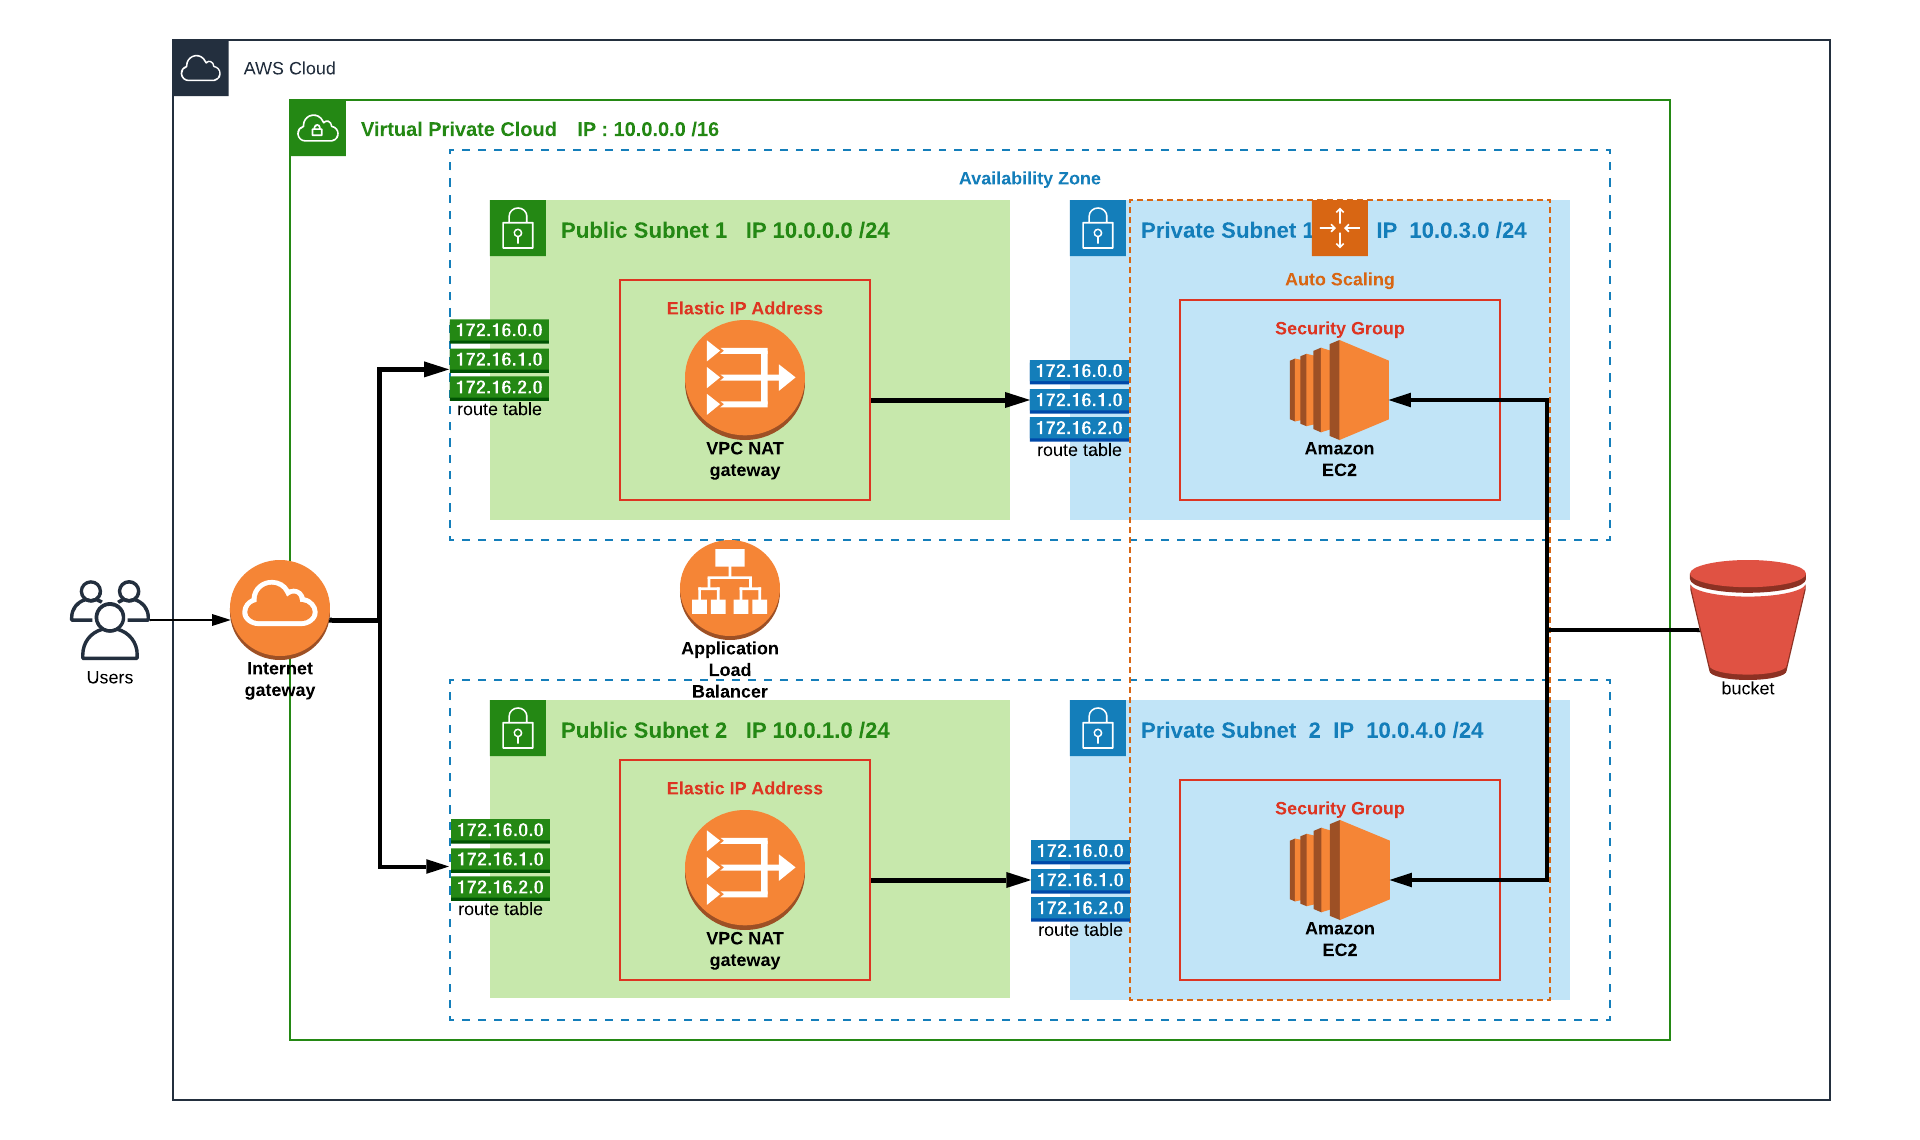 AWS Cloud
Virtual Private Cloud IP : 10.0.0.0 /16
Availability Zone
Public Subnet 1 IP 10.0.0.0 /24
Private Subnet 1 IP 10.0.3.0 /24
Auto Scaling
Elastic IP Address
Security Group
172.16.0.0
172.16.1.0
172.16.2.0
route table
VPC NAT
gateway
172.16.0.0
172.16.1.0
172.16.2.0
route table
Amazon
EC2
Users
Internet
gateway
Application
Load
Balancer
bucket
Public Subnet 2 IP 10.0.1.0 /24
Private Subnet 2 IP 10.0.4.0 /24
Elastic IP Address
Security Group
172.16.0.0
172.16.1.0
172.16.2.0
route table
VPC NAT
gateway
172.16.0.0
172.16.1.0
172.16.2.0
route table
Amazon
EC2